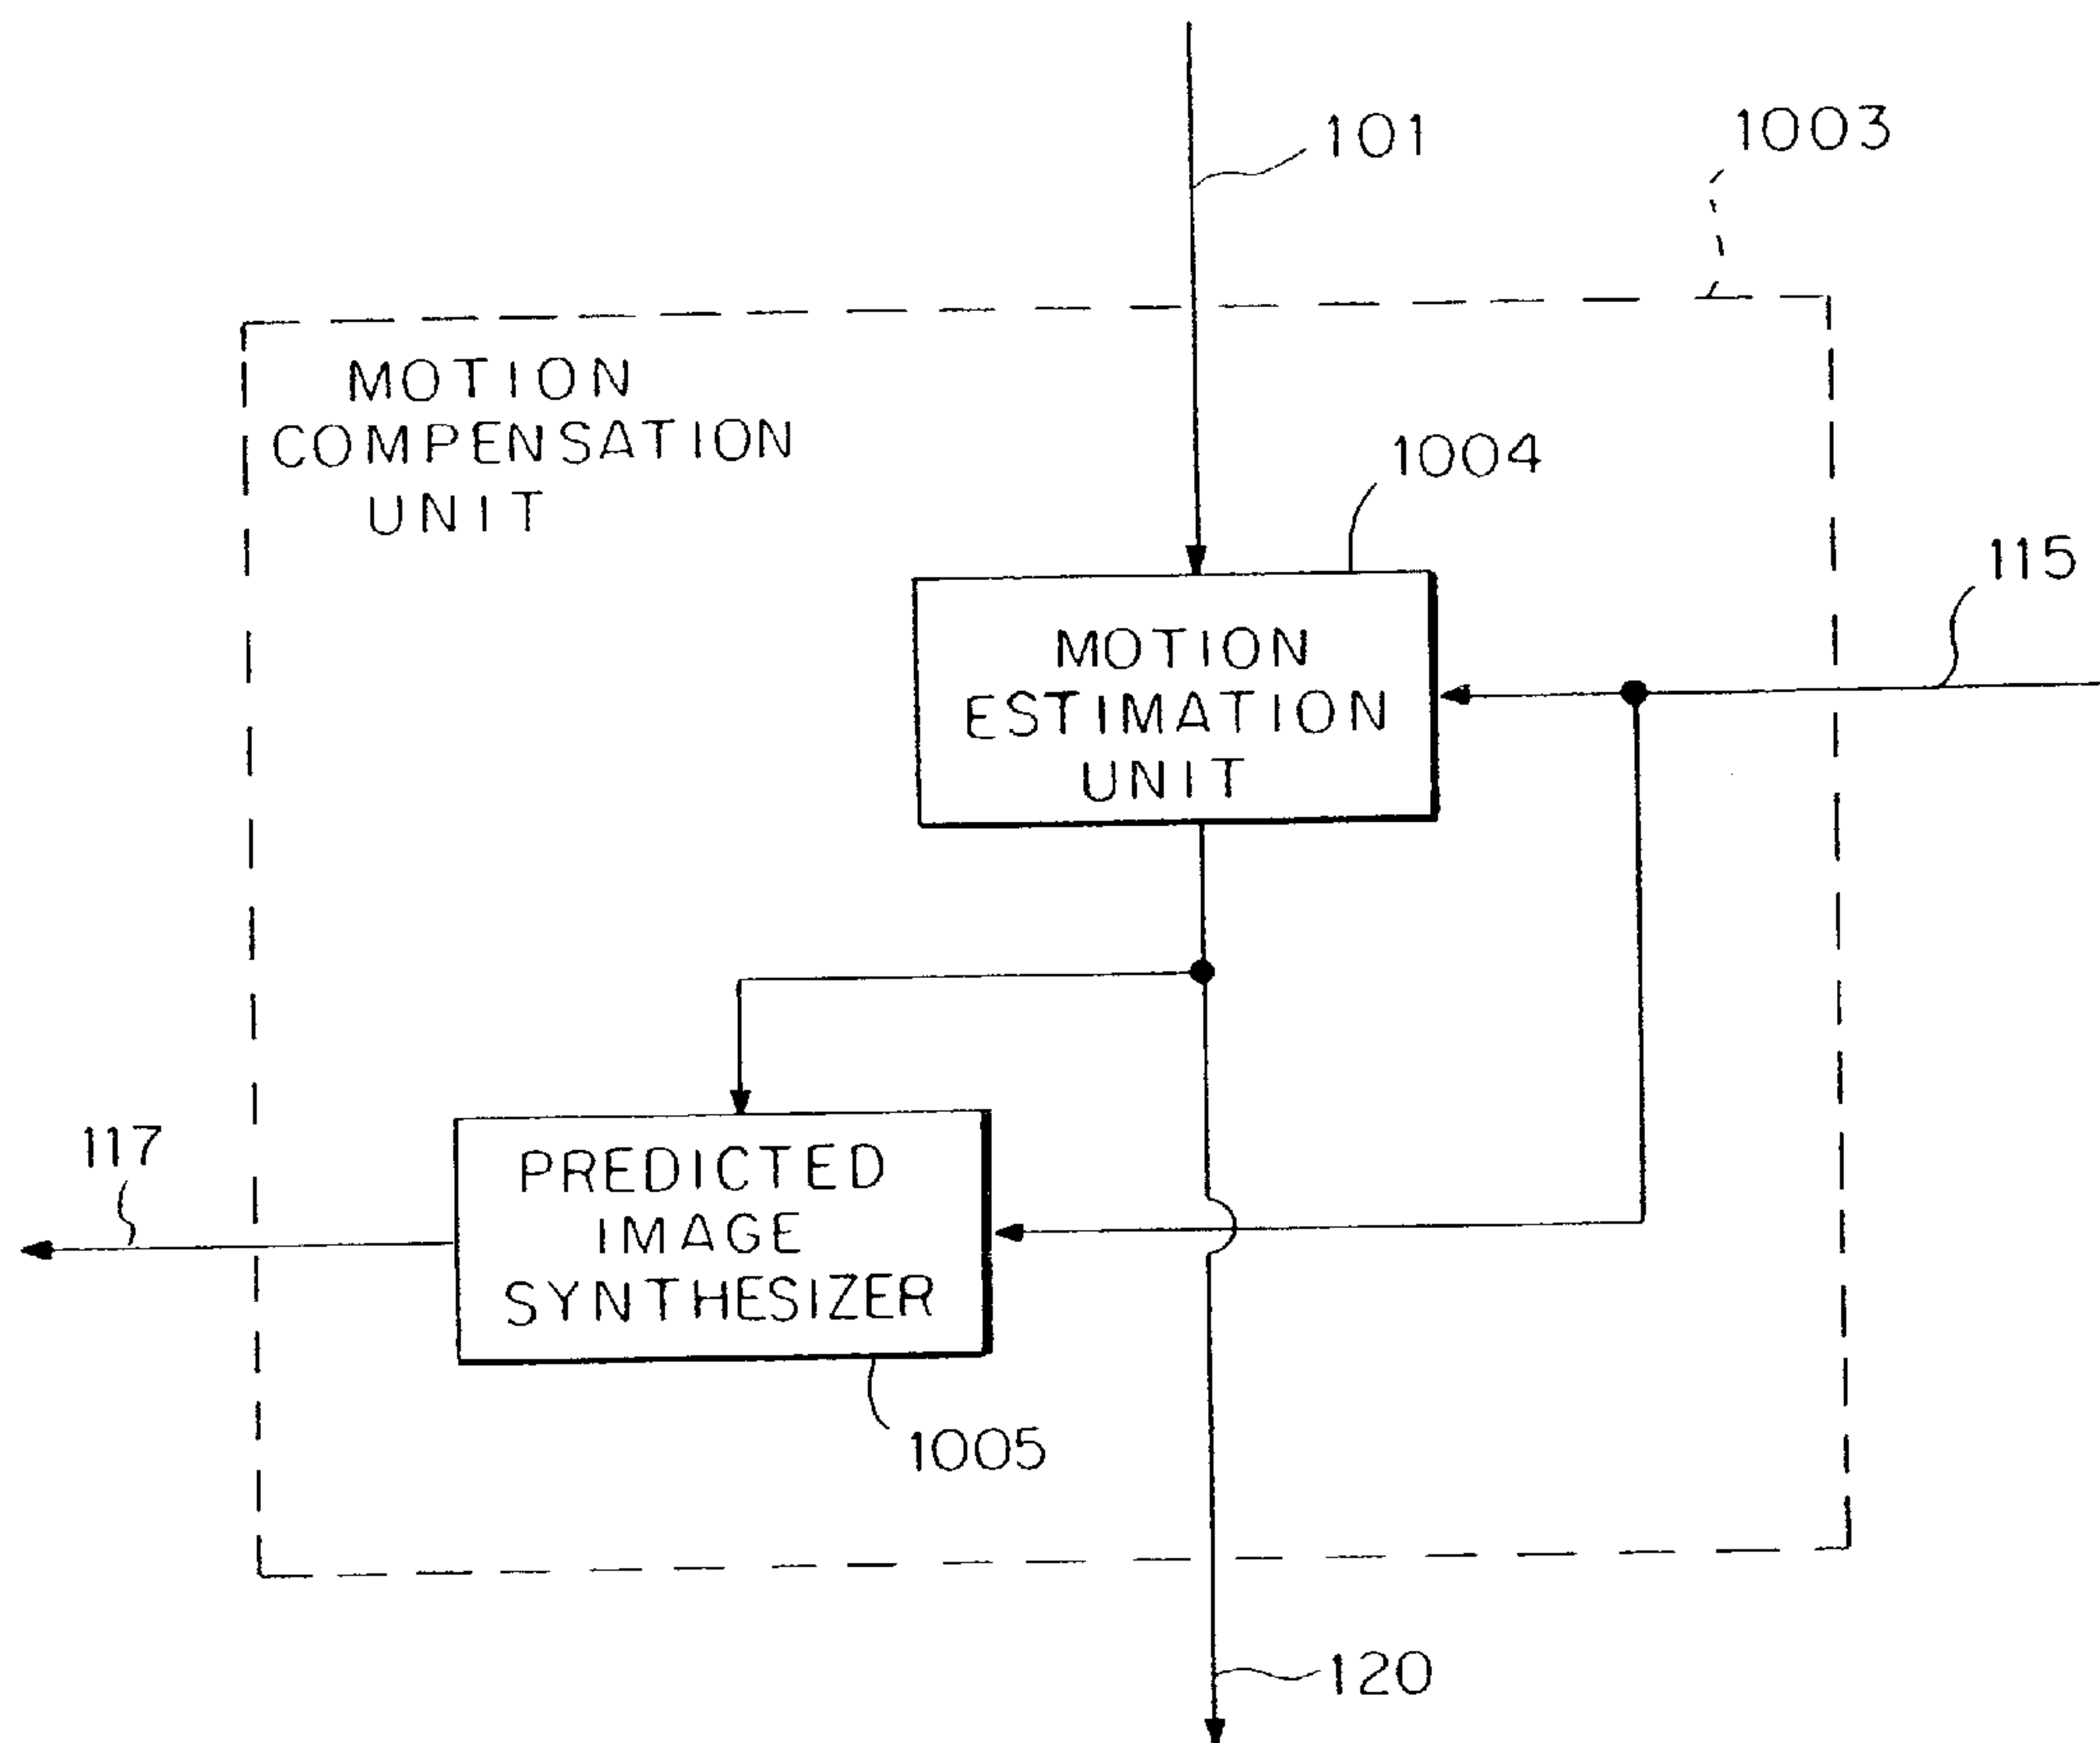 101
1003
MOTION
COMPENSATION
UNIT
1004
115
MOTION
ESTIMATION
UNIT
117
PREDICTED
IMAGE
SYNTHESIZER
1005
120